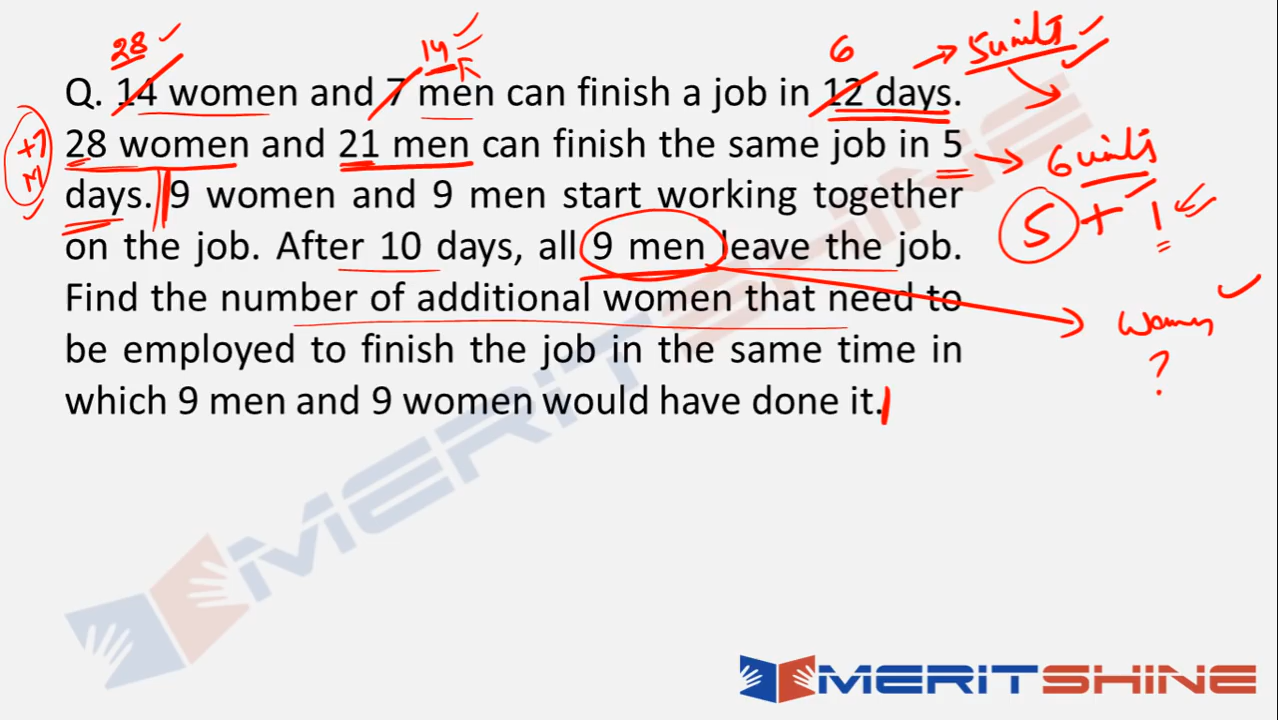 28
14
6
5 units
Q. 14 women and 7 men can finish a job in 12 days.
+7
M
28 women and 21 men can finish the same job in 5
6 units
days. 9 women and 9 men start working together
5 + 1
on the job. After 10 days, all 9 men leave the job.
Find the number of additional women that need to
women
be employed to finish the job in the same time in
?
which 9 men and 9 women would have done it.
MERITSHINE
MERITSHINE